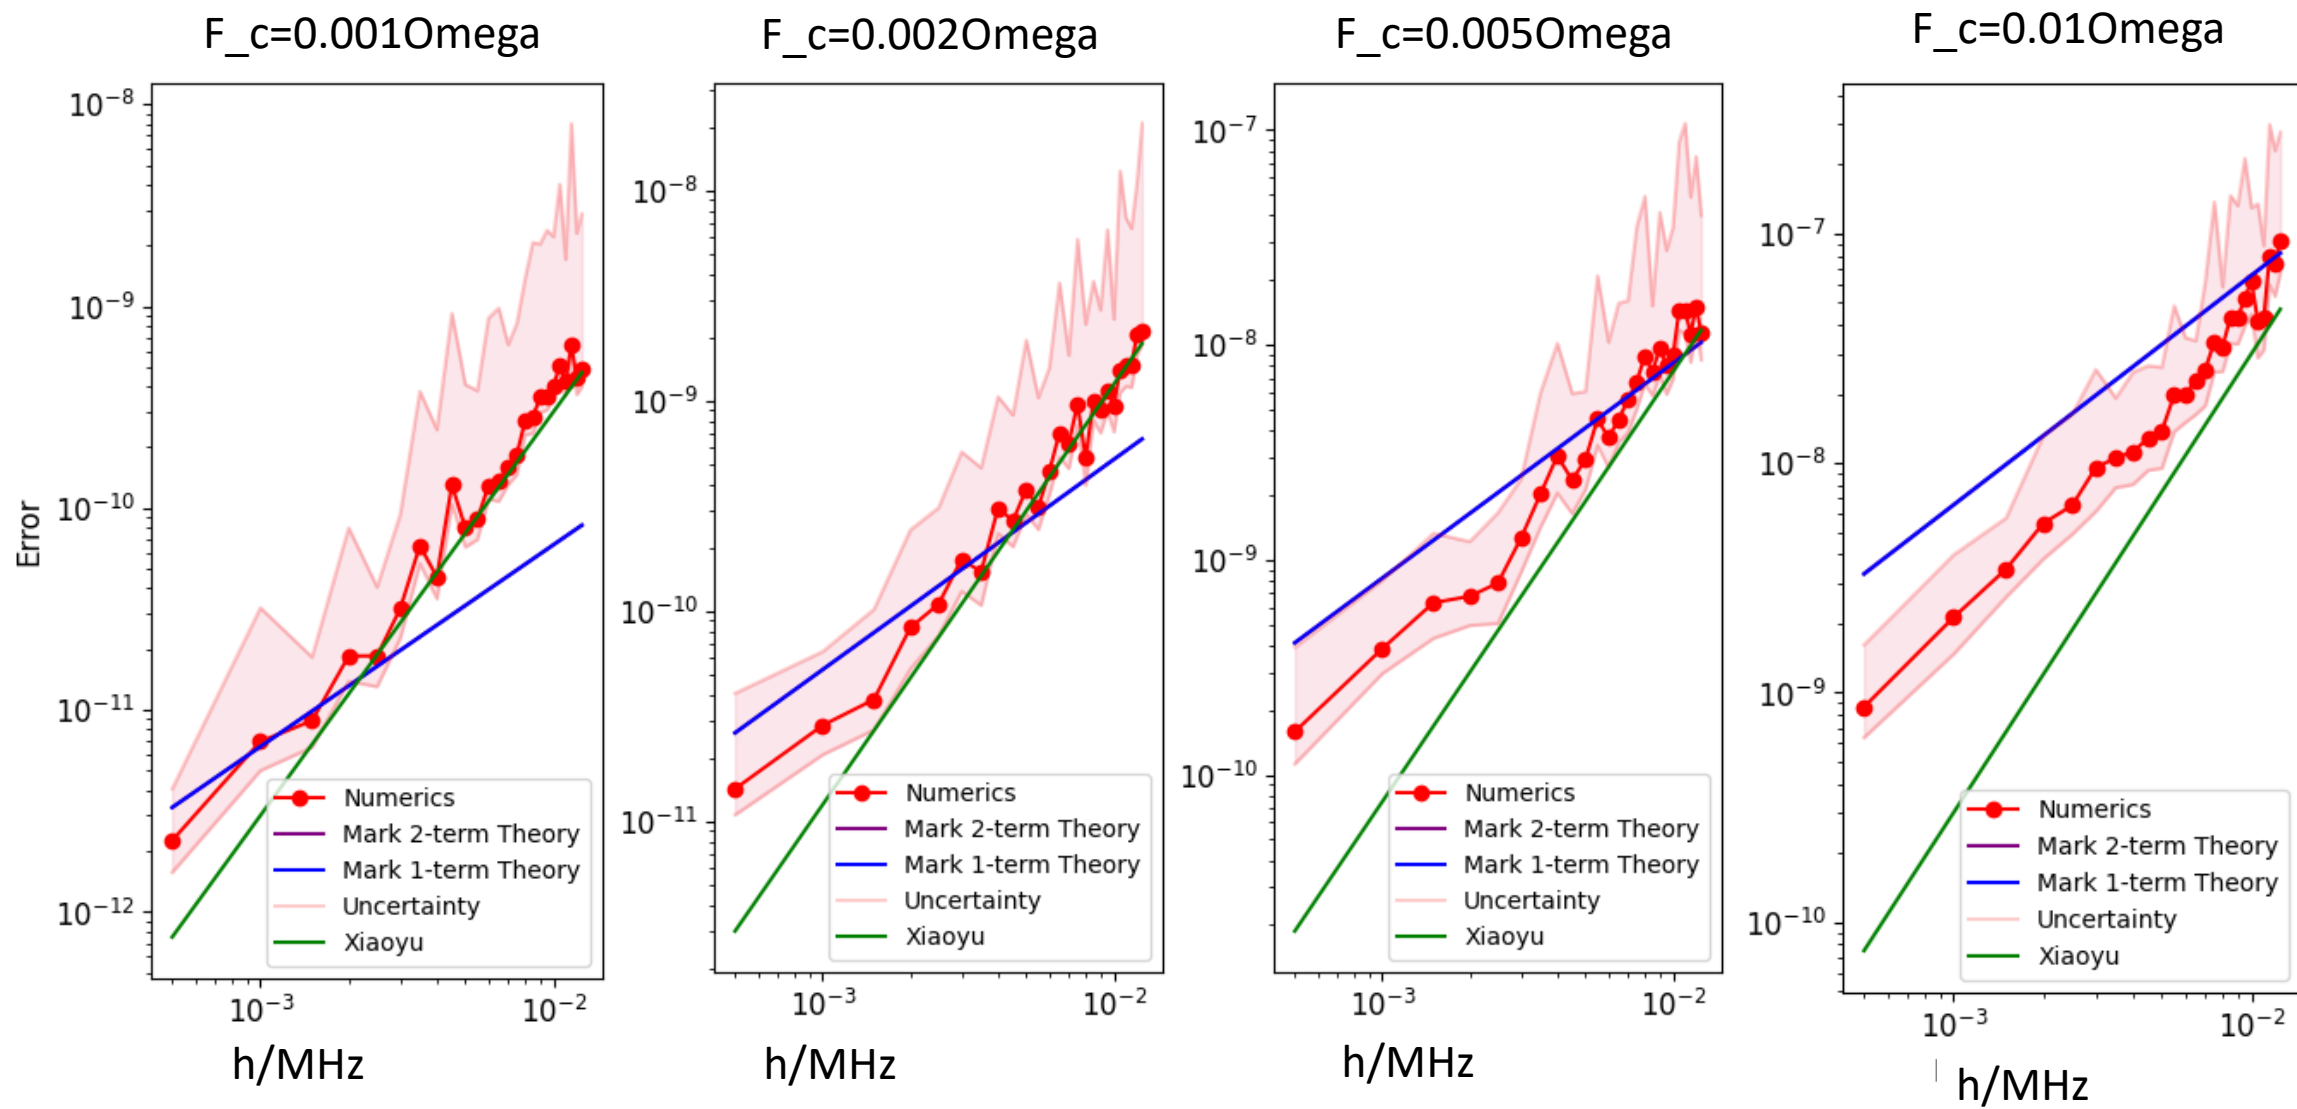 F_c=0.001Omega
F_c=0.002Omega
F_c=0.005Omega
F_c=0.01Omega
Error
10⁻⁸
10⁻⁹
10⁻¹⁰
10⁻¹¹
10⁻¹²
10⁻³
10⁻²
Numerics
Mark 2-term Theory
Mark 1-term Theory
Uncertainty
Xiaoyu
h/MHz
10⁻⁸
10⁻⁹
10⁻¹⁰
10⁻¹¹
10⁻³
10⁻²
Numerics
Mark 2-term Theory
Mark 1-term Theory
Uncertainty
Xiaoyu
h/MHz
10⁻⁷
10⁻⁸
10⁻⁹
10⁻¹⁰
10⁻³
10⁻²
Numerics
Mark 2-term Theory
Mark 1-term Theory
Uncertainty
Xiaoyu
h/MHz
10⁻⁷
10⁻⁸
10⁻⁹
10⁻¹⁰
10⁻³
10⁻²
Numerics
Mark 2-term Theory
Mark 1-term Theory
Uncertainty
Xiaoyu
h/MHz